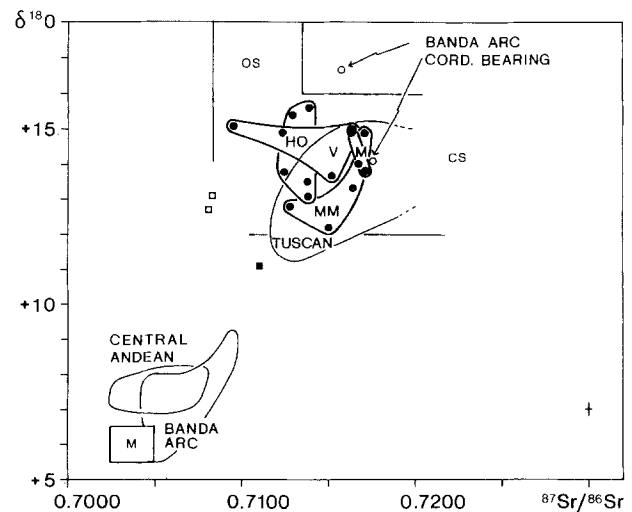 δ¹⁸O
BANDA ARC
CORD. BEARING
OS
+15
HO
V
M
CS
MM
TUSCAN
+10
CENTRAL
ANDEAN
BANDA
ARC
M
+5
0.7000
0.7100
0.7200
⁸⁷Sr/⁸⁶Sr